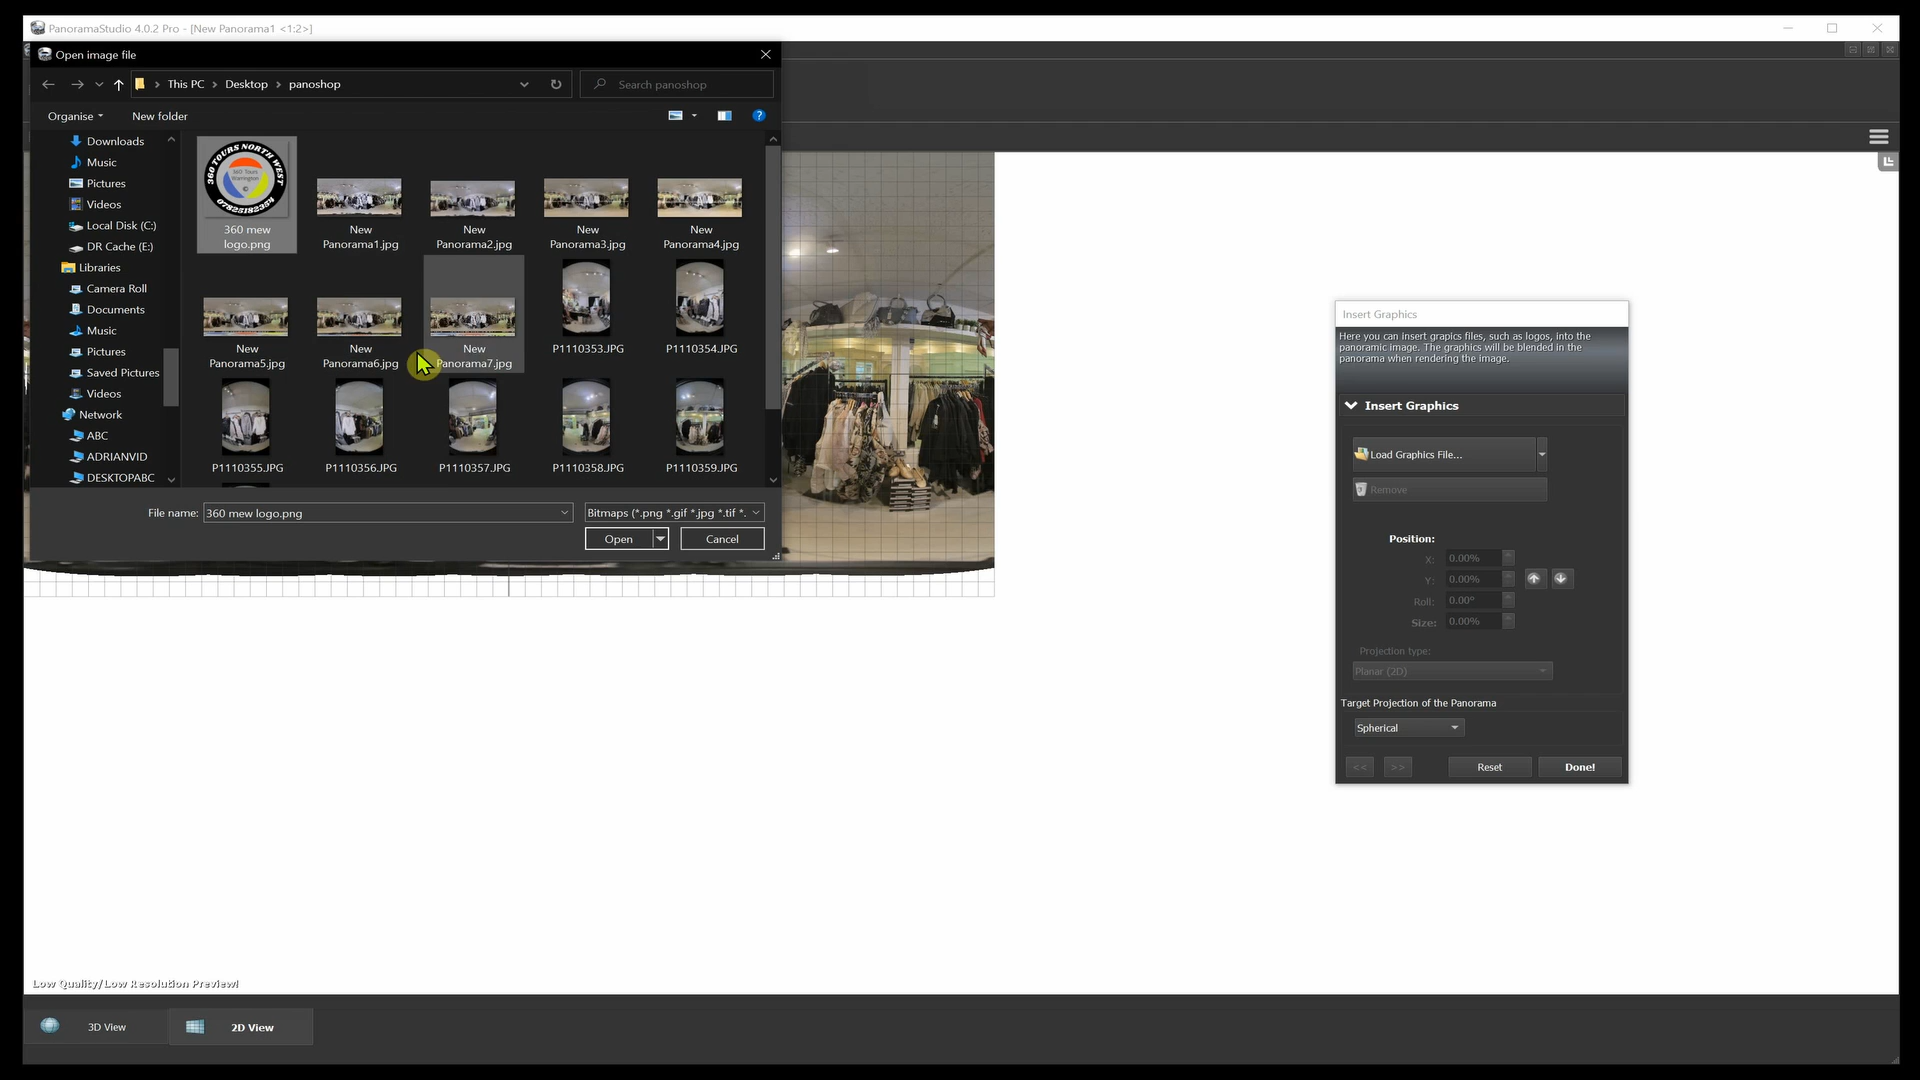 PanoramaStudio 4.0.2 Pro - [New Panorama1 <1:2>]
Open image file
This PC
Desktop
panoshop
Search panoshop
Organise
New folder
Downloads
Music
Pictures
Videos
Local Disk (C:)
DR Cache (E:)
Libraries
Camera Roll
Documents
Music
Pictures
Saved Pictures
Videos
Network
ABC
ADRIANVID
DESKTOPABC
360 TOURS NORTH WEST
360 Tours
Warrington
07825182354
360 mew
logo.png
New
Panorama1.jpg
New
Panorama2.jpg
New
Panorama3.jpg
New
Panorama4.jpg
New
Panorama5.jpg
New
Panorama6.jpg
New
Panorama7.jpg
P1110353.JPG
P1110354.JPG
P1110355.JPG
P1110356.JPG
P1110357.JPG
P1110358.JPG
P1110359.JPG
File name:
360 mew logo.png
Bitmaps (*.png *.gif *.jpg *.tif *.
Open
Cancel
Insert Graphics
Here you can insert grapics files, such as logos, into the
panoramic image. The graphics will be blended in the
panorama when rendering the image.
Insert Graphics
Load Graphics File...
Remove
Position:
X: 0.00%
Y: 0.00%
Roll: 0.00°
Size: 0.00%
Projection type:
Planar (2D)
Target Projection of the Panorama
Spherical
<<
>>
Reset
Done!
Low Quality/Low Resolution Preview!
3D View
2D View